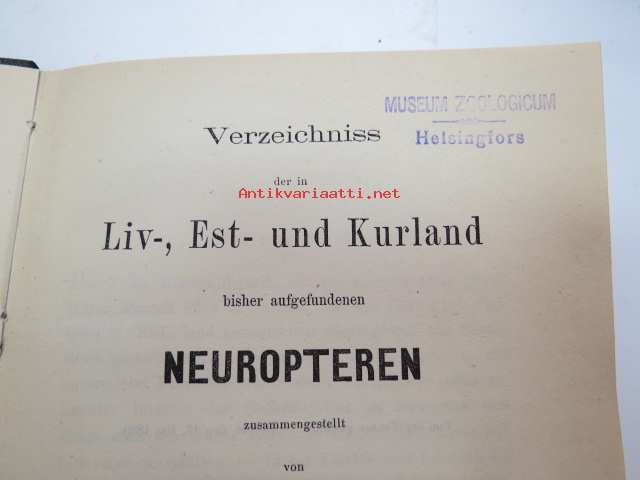 MUSEUM ZOOLOGICUM
Helsingfors
Verzeichniss
der in
Antikvariaatti.net
Liv-, Est- und Kurland
bisher aufgefundenen
NEUROPTEREN
zusammengestellt
von